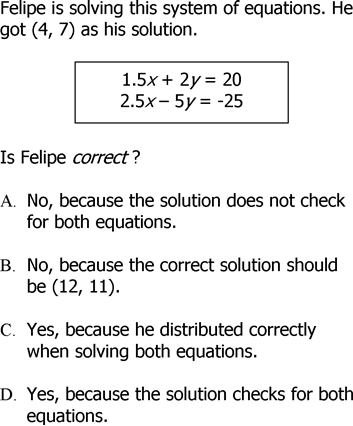 Felipe is solving this system of equations. He
got (4, 7) as his solution.
1.5x + 2y = 20
2.5x – 5y = -25
Is Felipe correct ?
A. No, because the solution does not check
for both equations.
B. No, because the correct solution should
be (12, 11).
C. Yes, because he distributed correctly
when solving both equations.
D. Yes, because the solution checks for both
equations.